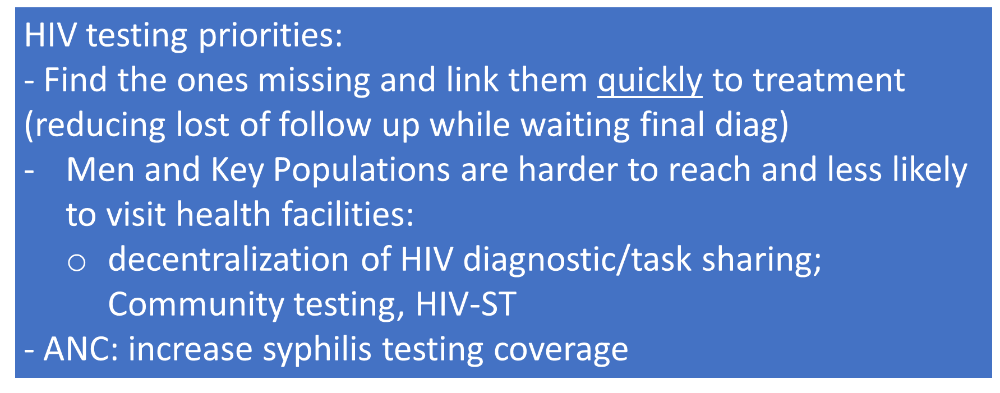 HIV testing priorities:
- Find the ones missing and link them quickly to treatment
(reducing lost of follow up while waiting final diag)
- Men and Key Populations are harder to reach and less likely
to visit health facilities:
o decentralization of HIV diagnostic/task sharing;
Community testing, HIV-ST
- ANC: increase syphilis testing coverage